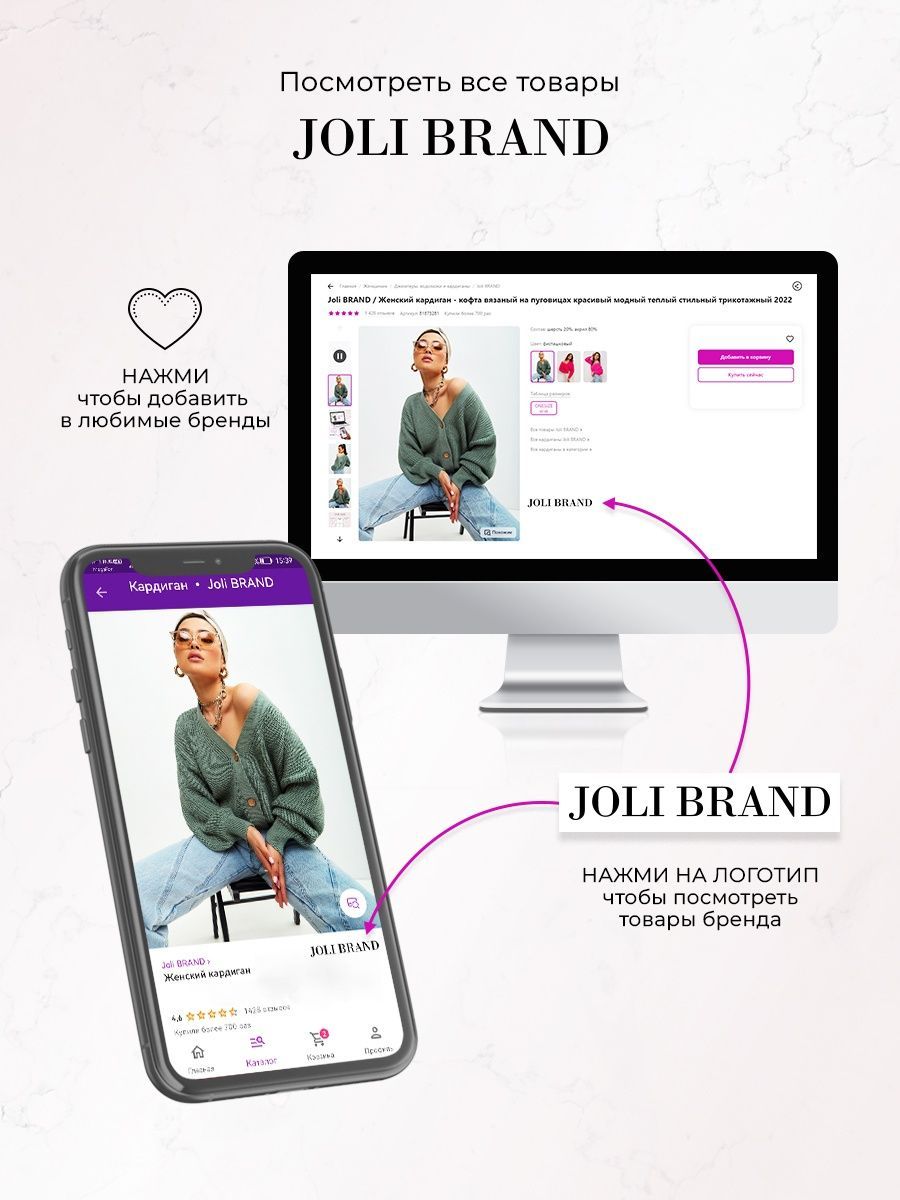 Посмотреть все товары
JOLI BRAND
НАЖМИ
чтобы добавить
в любимые бренды
Главная / Женщинам / Джемперы, водолазки и кардиганы / Joli BRAND
Joli BRAND / Женский кардиган - кофта вязаный на пуговицах красивый модный теплый стильный трикотажный 2022
1 428 отзывов Артикул: 81875281 Купили более 700 раз
Состав: шерсть 20%; акрил 80%
Цвет: фисташковый
Таблица размеров
ONESIZE
Все товары Joli BRAND
Все кардиганы Joli BRAND
Все кардиганы в категории
Добавить в корзину
Купить сейчас
Похожие
JOLI BRAND
MegaFon
15:39
Кардиган • Joli BRAND
JOLI BRAND
Joli BRAND ›
Женский кардиган
4,6 1428 отзывов
Купили более 700 раз
2
Главная Каталог Корзина Профиль
JOLI BRAND
НАЖМИ НА ЛОГОТИП
чтобы посмотреть
товары бренда